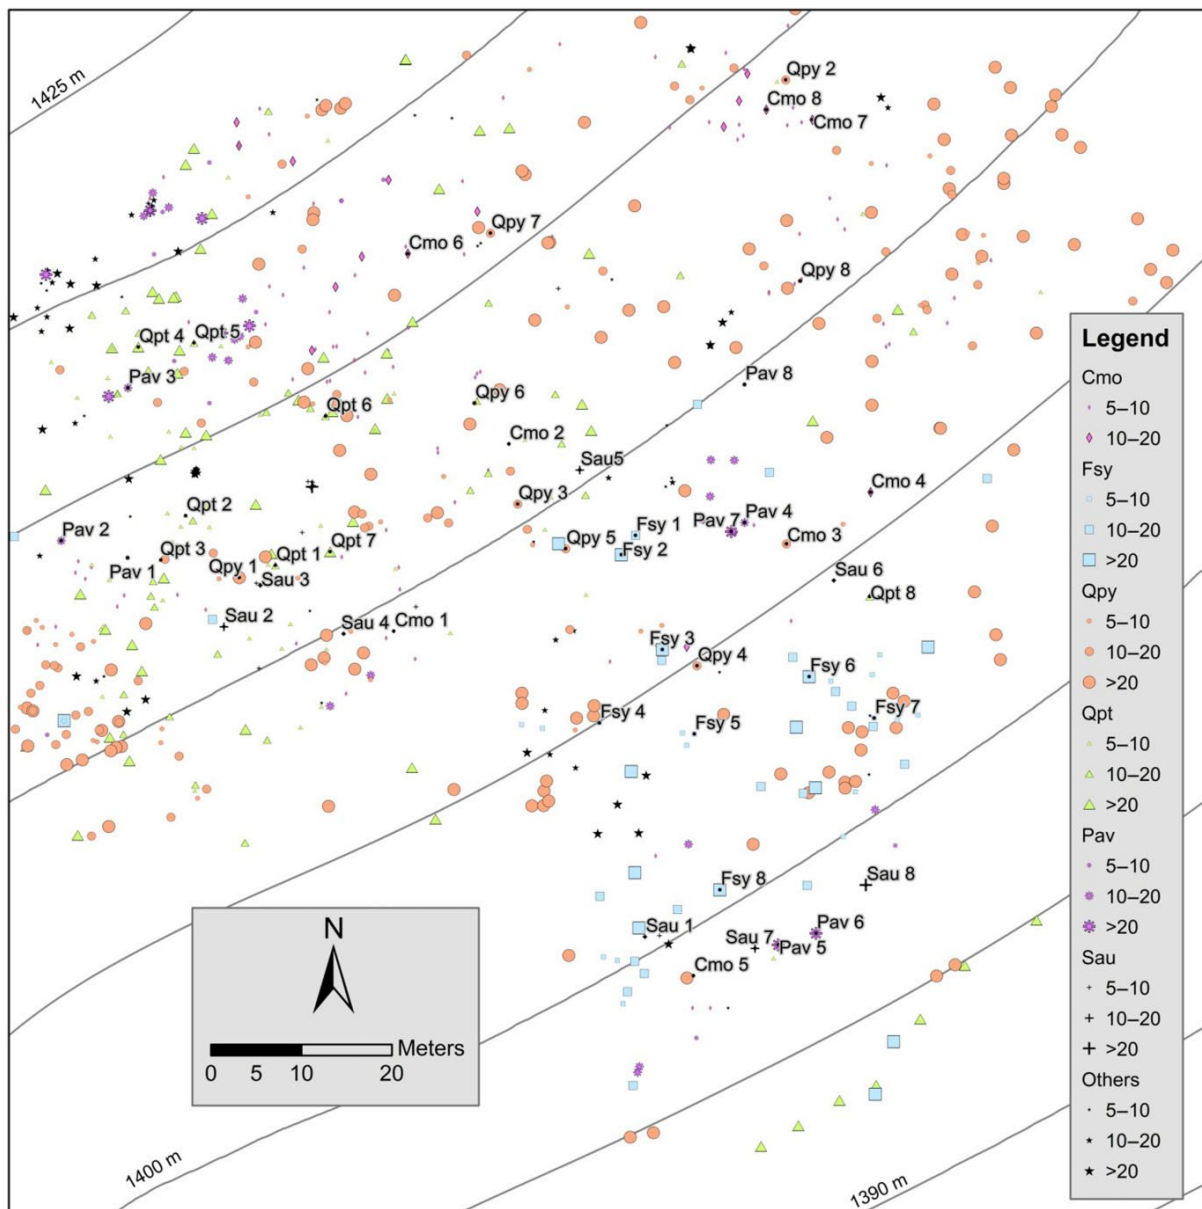 1425 m
Qpy 2
Cmo 8
Cmo 7
Qpy 7
Cmo 6
Qpy 8
Qpt 4
Qpt 5
Pav 3
Pav 8
Qpy 6
Qpt 6
Cmo 2
Sau5
Cmo 4
Qpy 3
Qpt 2
Pav 2
Fsy 1
Pav 7
Pav 4
Qpy 5
Fsy 2
Cmo 3
Qpt 3
Pav 1
Qpy 1
Qpt 1
Qpt 7
Sau 3
Sau 6
Qpt 8
Sau 2
Sau 4
Cmo 1
Fsy 3
Qpy 4
Fsy 6
Fsy 4
Fsy 5
Fsy 7
Fsy 8
Sau 8
Sau 1
Sau 7
Pav 6
Pav 5
Cmo 5
N
Meters
0 5 10 20
1400 m
1390 m
Legend
Cmo
5–10
10–20
Fsy
5–10
10–20
>20
Qpy
5–10
10–20
>20
Qpt
5–10
10–20
>20
Pav
5–10
10–20
>20
Sau
5–10
10–20
>20
Others
5–10
10–20
>20